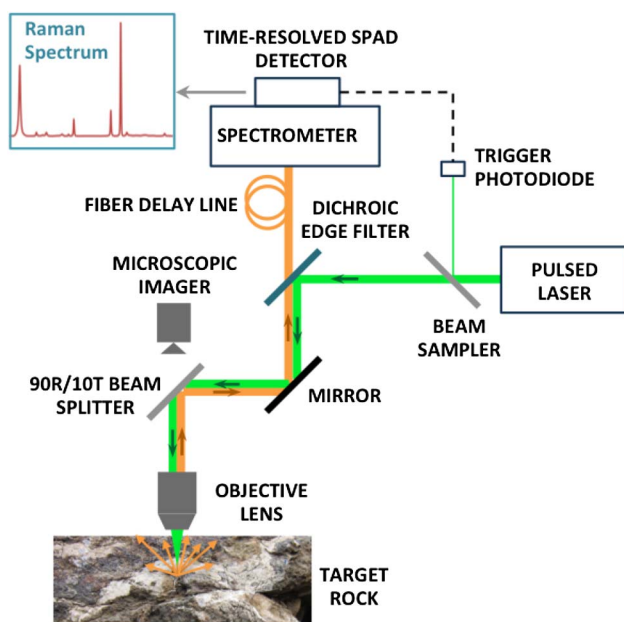 Raman
Spectrum
TIME-RESOLVED SPAD
DETECTOR
SPECTROMETER
TRIGGER
PHOTODIODE
FIBER DELAY LINE
DICHROIC
EDGE FILTER
MICROSCOPIC
IMAGER
PULSED
LASER
BEAM
SAMPLER
90R/10T BEAM
SPLITTER
MIRROR
OBJECTIVE
LENS
TARGET
ROCK